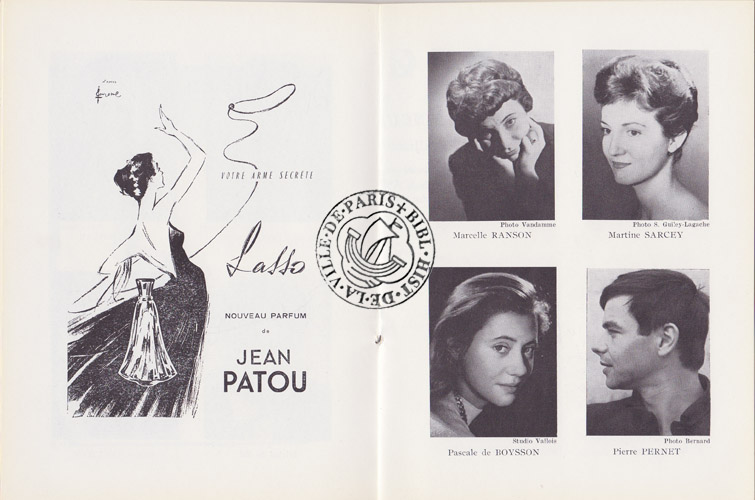 VOTRE ARME SECRÈTE
Lasso
NOUVEAU PARFUM
de
JEAN
PATOU
VILLE·DE·PARIS + BIBL·HIST·DE·LA·
Photo Vandamme
Marcelle RANSON
Photo S. Guiley-Lagache
Martine SARCEY
Studio Vallois
Pascale de BOYSSON
Photo Bernard
Pierre PERNET